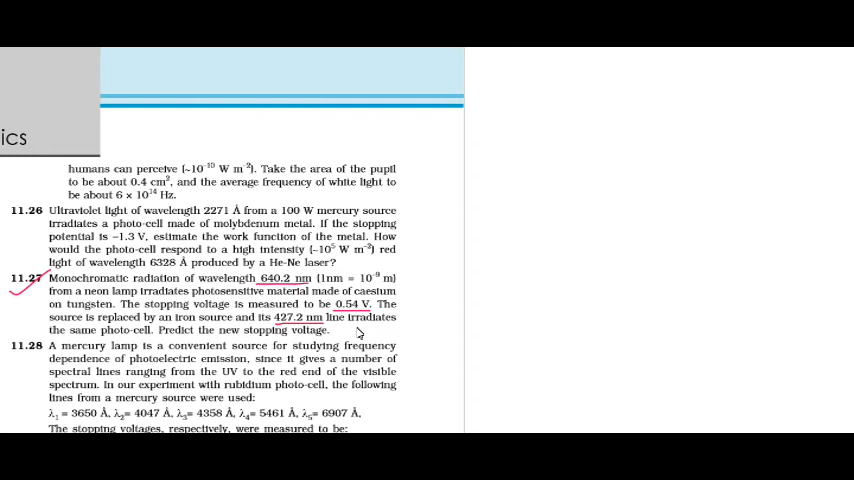 ics
humans can perceive (~10⁻¹⁰ W m⁻²). Take the area of the pupil
to be about 0.4 cm², and the average frequency of white light to
be about 6 × 10¹⁴ Hz.
11.26 Ultraviolet light of wavelength 2271 Å from a 100 W mercury source
irradiates a photo-cell made of molybdenum metal. If the stopping
potential is –1.3 V, estimate the work function of the metal. How
would the photo-cell respond to a high intensity (~10⁵ W m⁻²) red
light of wavelength 6328 Å produced by a He-Ne laser?
11.27 Monochromatic radiation of wavelength 640.2 nm (1nm = 10⁻⁹ m)
from a neon lamp irradiates photosensitive material made of caesium
on tungsten. The stopping voltage is measured to be 0.54 V. The
source is replaced by an iron source and its 427.2 nm line irradiates
the same photo-cell. Predict the new stopping voltage.
11.28 A mercury lamp is a convenient source for studying frequency
dependence of photoelectric emission, since it gives a number of
spectral lines ranging from the UV to the red end of the visible
spectrum. In our experiment with rubidium photo-cell, the following
lines from a mercury source were used:
λ₁ = 3650 Å, λ₂= 4047 Å, λ₃= 4358 Å, λ₄= 5461 Å, λ₅= 6907 Å,
The stopping voltages, respectively, were measured to be: